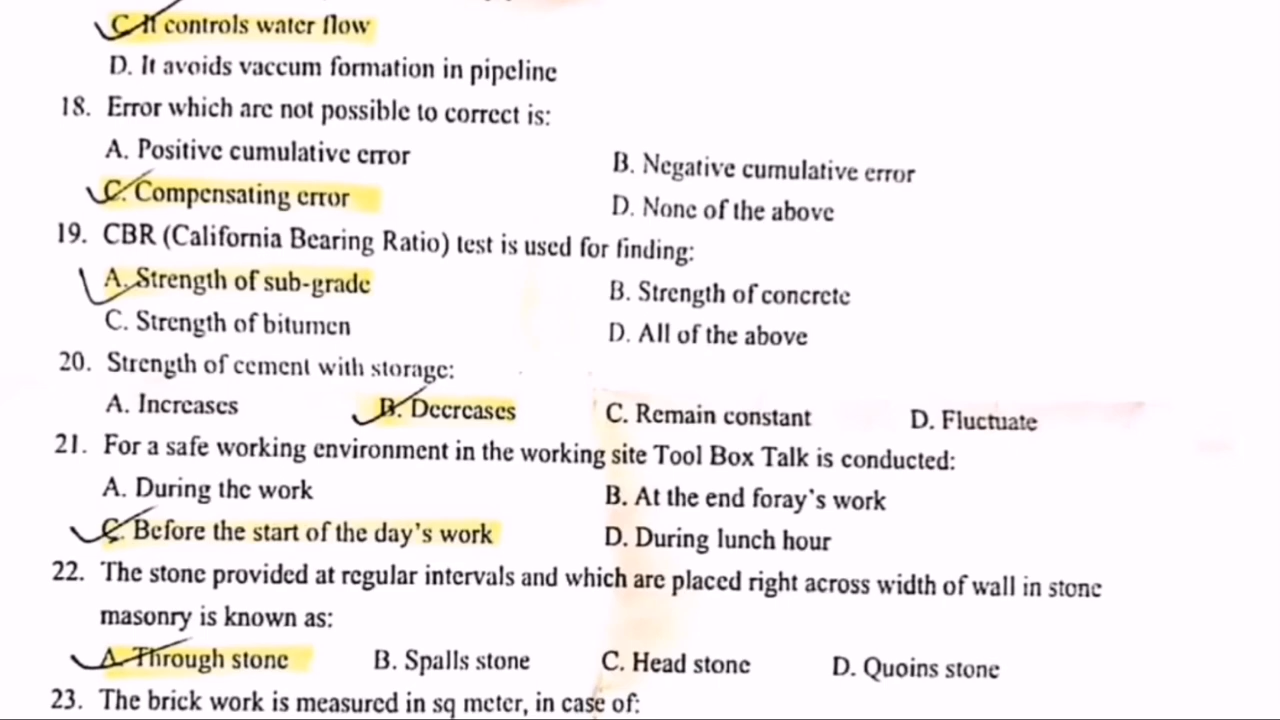 C. It controls water flow
D. It avoids vaccum formation in pipeline
18. Error which are not possible to correct is:
A. Positive cumulative error B. Negative cumulative error
C. Compensating error D. None of the above
19. CBR (California Bearing Ratio) test is used for finding:
A. Strength of sub-grade B. Strength of concrete
C. Strength of bitumen D. All of the above
20. Strength of cement with storage:
A. Increases B. Decreases C. Remain constant D. Fluctuate
21. For a safe working environment in the working site Tool Box Talk is conducted:
A. During the work B. At the end foray's work
C. Before the start of the day's work D. During lunch hour
22. The stone provided at regular intervals and which are placed right across width of wall in stone
masonry is known as:
A. Through stone B. Spalls stone C. Head stone D. Quoins stone
23. The brick work is measured in sq meter, in case of: